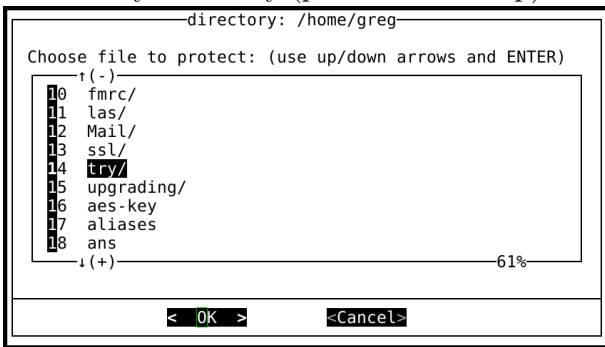 directory: /home/greg
Choose file to protect: (use up/down arrows and ENTER)
↑(-)
10 fmrc/
11 las/
12 Mail/
13 ssl/
14 try/
15 upgrading/
16 aes-key
17 aliases
18 ans
↓(+) 61%
< OK > <Cancel>